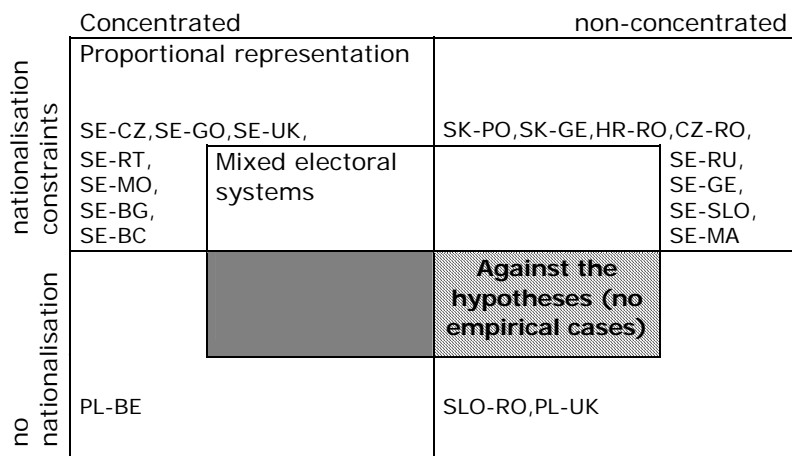 Concentrated non-concentrated
nationalisation
constraints
Proportional representation
SE-CZ,SE-GO,SE-UK,
SE-RT,
SE-MO,
SE-BG,
SE-BC
Mixed electoral
systems
SK-PO,SK-GE,HR-RO,CZ-RO,
SE-RU,
SE-GE,
SE-SLO,
SE-MA
no
nationalisation
Against the
hypotheses (no
empirical cases)
PL-BE
SLO-RO,PL-UK